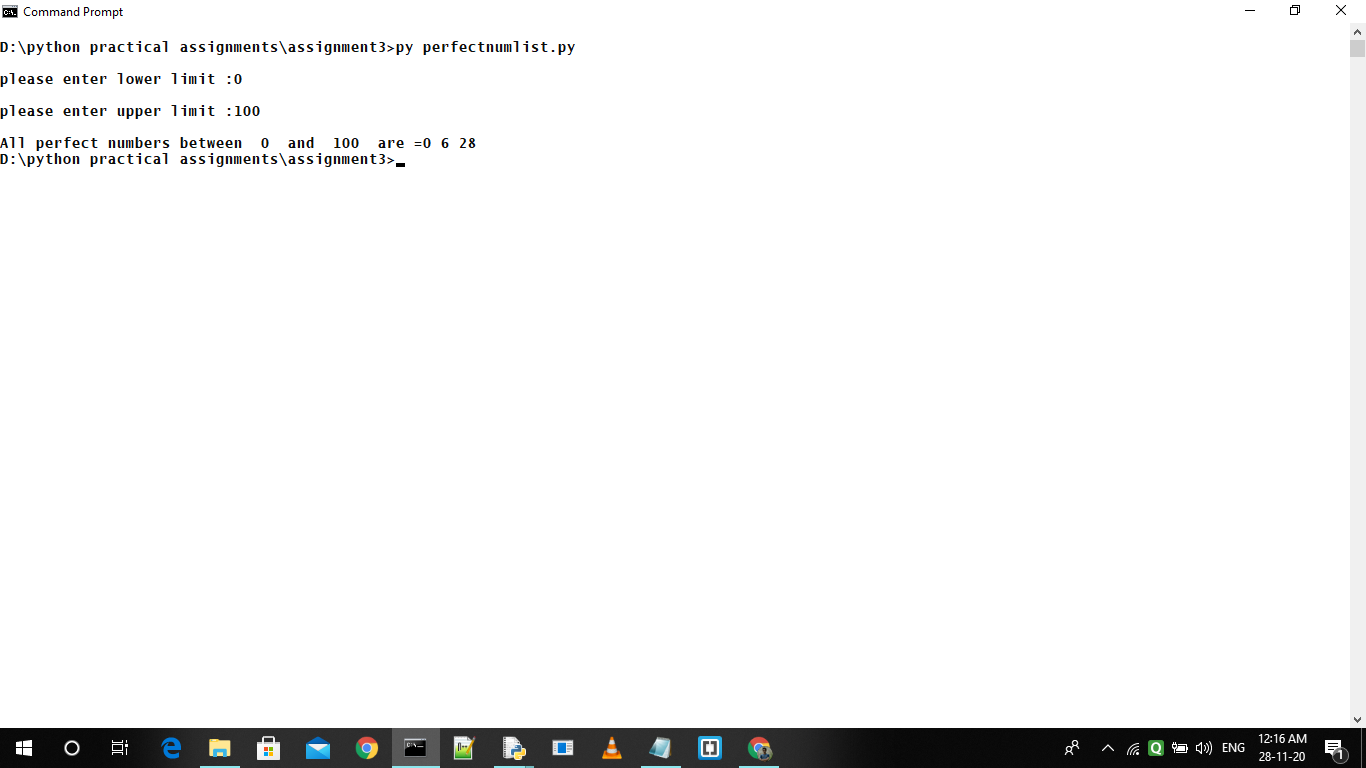 Command Prompt
D:\python practical assignments\assignment3>py perfectnumlist.py
please enter lower limit :0
please enter upper limit :100
All perfect numbers between  0  and  100  are =0 6 28
D:\python practical assignments\assignment3>
ENG
12:16 AM
28-11-20
1